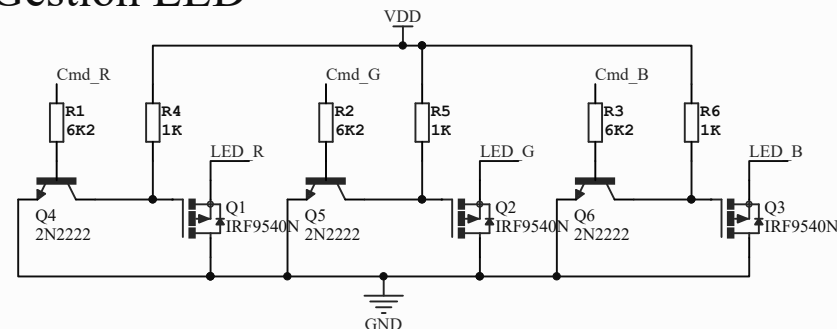 Gestion LED
VDD
Cmd_R
Cmd_G
Cmd_B
R1
6K2
R4
1K
R2
6K2
R5
1K
R3
6K2
R6
1K
LED_R
LED_G
LED_B
Q4
2N2222
Q1
IRF9540N
Q5
2N2222
Q2
IRF9540N
Q6
2N2222
Q3
IRF9540N
GND